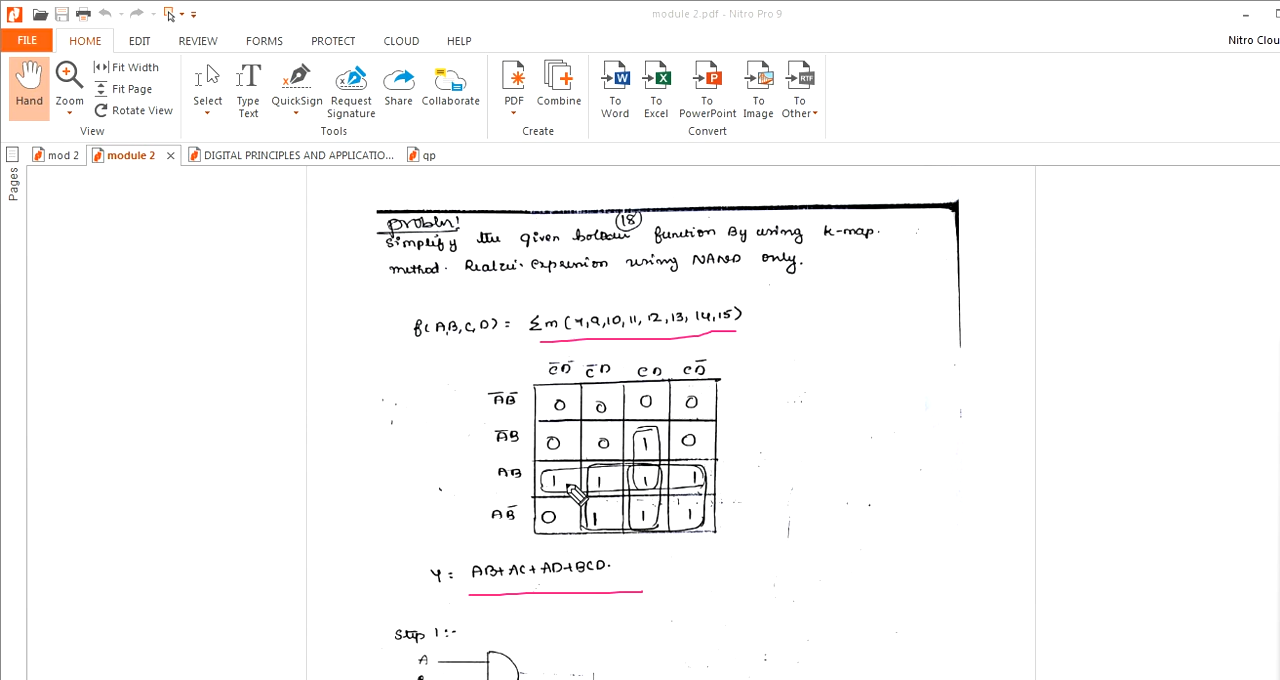 module 2.pdf - Nitro Pro 9
FILE HOME EDIT REVIEW FORMS PROTECT CLOUD HELP
Nitro Clou
Hand
Zoom
Fit Width
Fit Page
Rotate View
View
Select
Type Text
QuickSign
Request Signature
Share
Collaborate
Tools
PDF
Combine
Create
W
To Word
X
To Excel
P
To PowerPoint
To Image
RTF
To Other
Convert
Pages
mod 2
module 2
DIGITAL PRINCIPLES AND APPLICATIO...
qp
18
problem!
Simplify the given function By using k-map.
method. expression using NAND only.
f(A,B,C,D) = Σm (7,9,10,11,12,13,14,15)
C̅D̅ C̅D CD CD̅
A̅B̅ 0 0 0 0
A̅B 0 0 1 0
AB 1 1 1 1
AB̅ 0 1 1 1
Y = AB+AC+AD+BCD.
Step 1:-
A